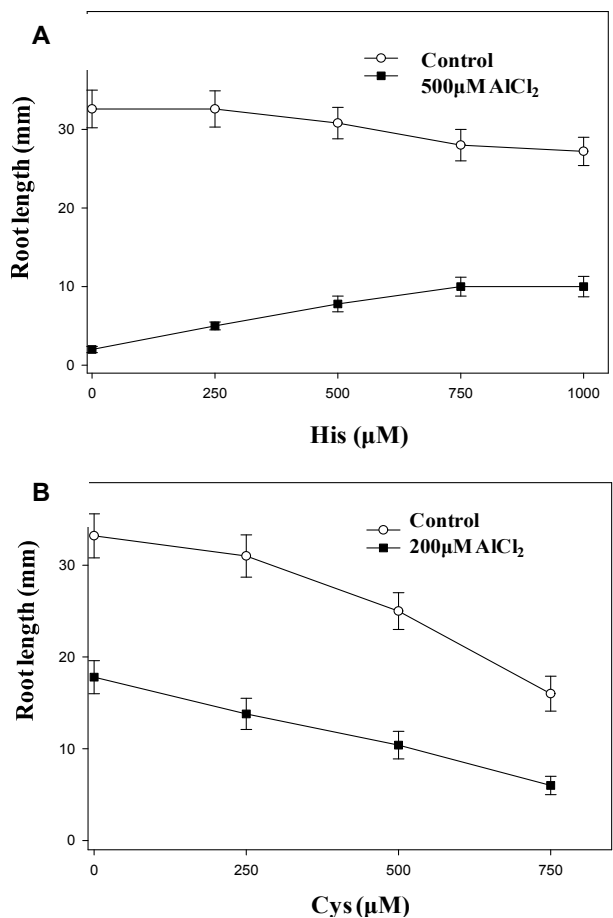 A
Control
500µM AlCl₂
Root length (mm)
30
20
10
0
0 250 500 750 1000
His (µM)
B
Control
200µM AlCl₂
Root length (mm)
30
20
10
0
0 250 500 750
Cys (µM)